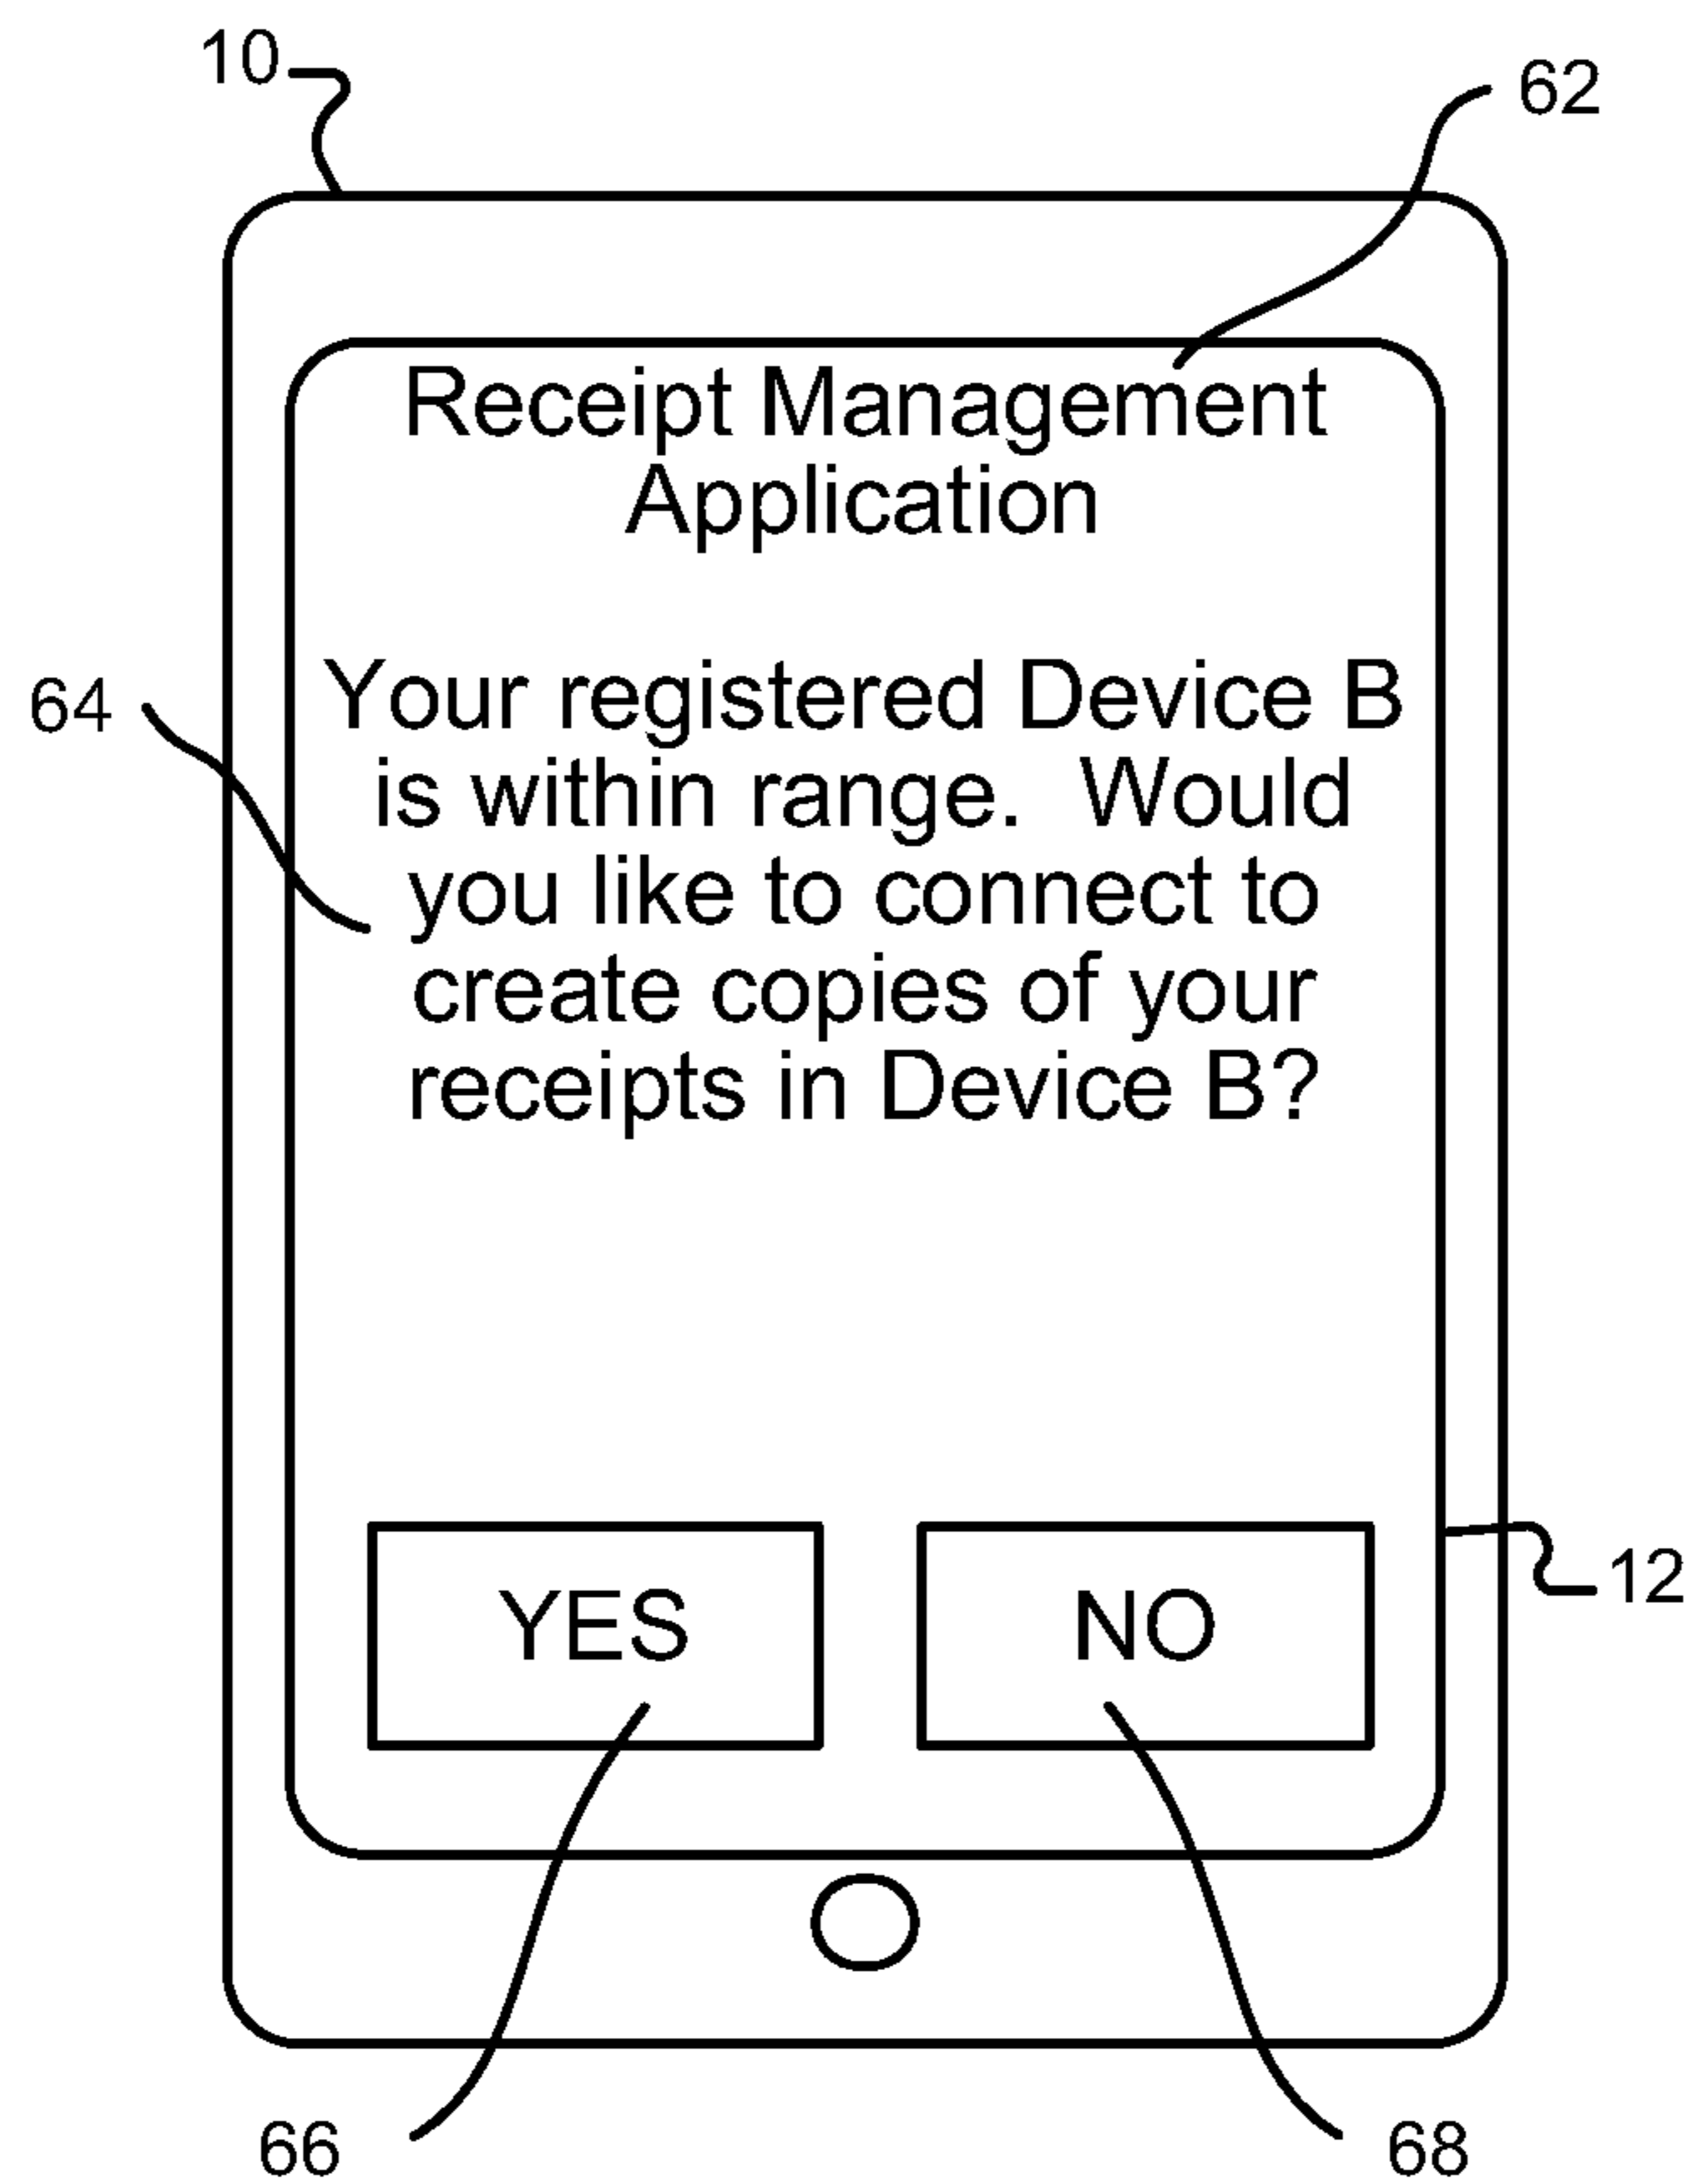 10
62
Receipt Management
Application
64
Your registered Device B
is within range.  Would
you like to connect to
create copies of your
receipts in Device B?
YES
NO
12
66
68